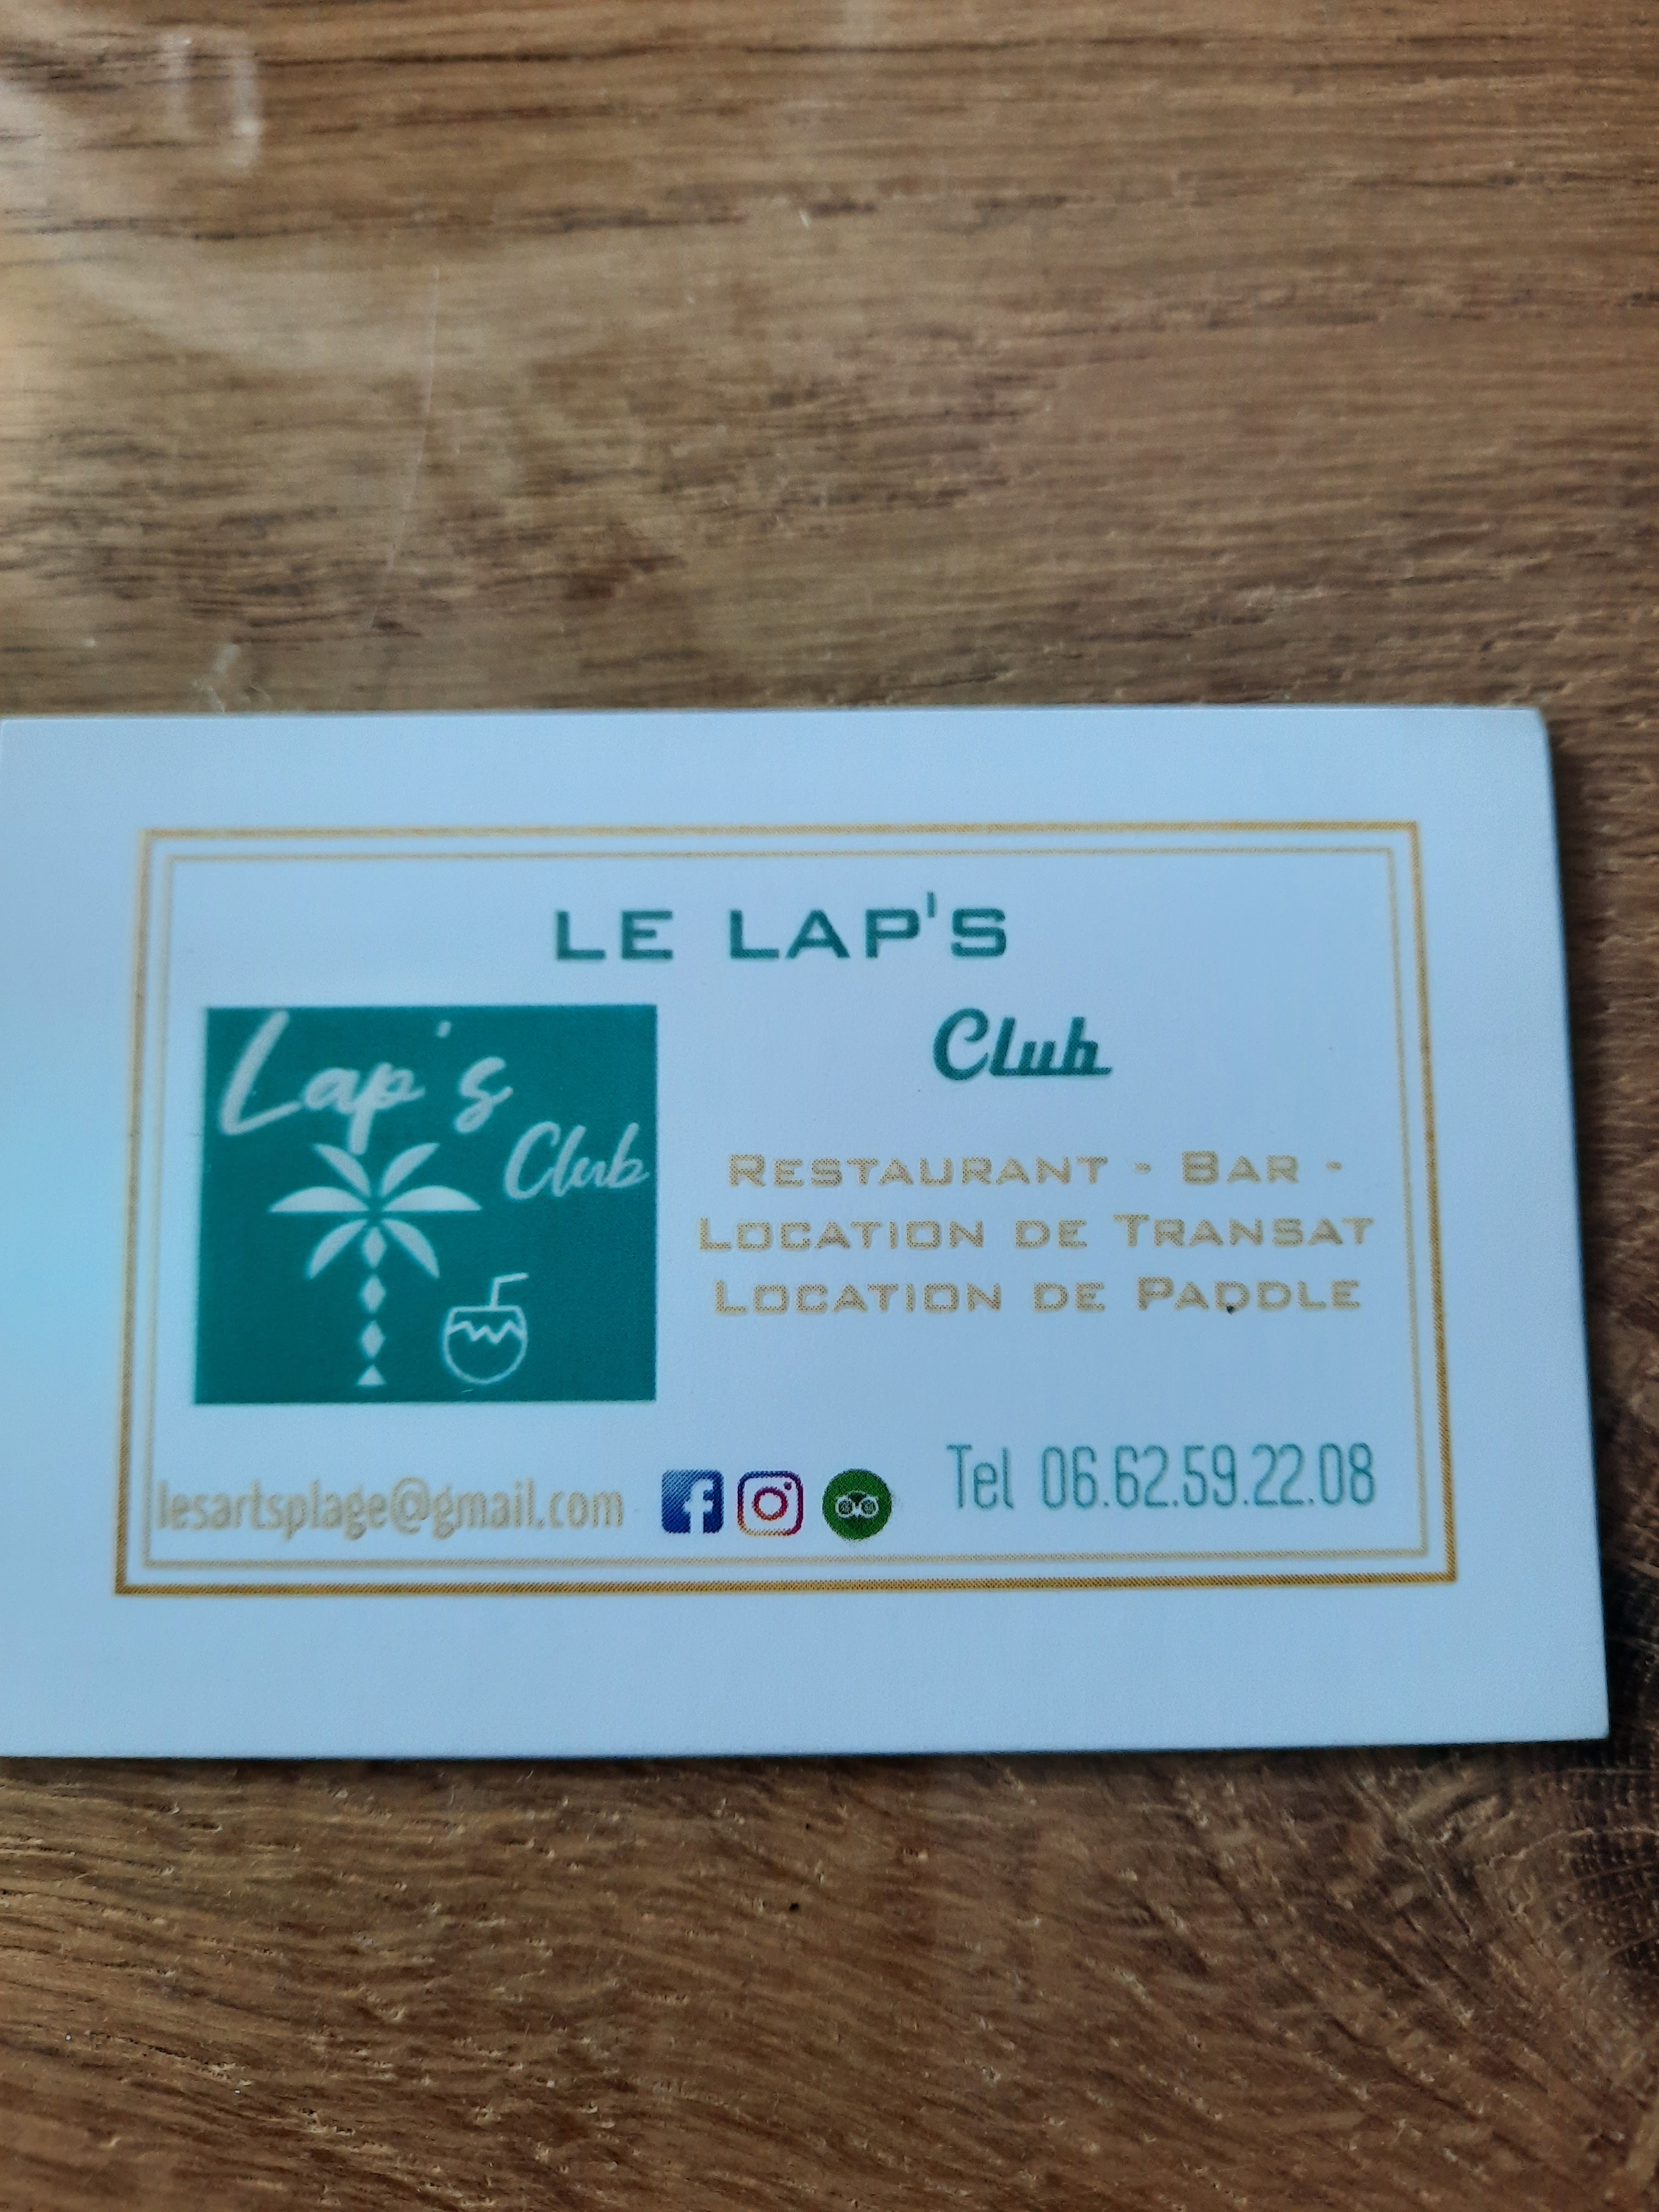 LE LAP'S
Club
Lap's
Club
RESTAURANT - BAR -
LOCATION DE TRANSAT
LOCATION DE PADDLE
lesartsplage@gmail.com
Tel 06.62.59.22.08